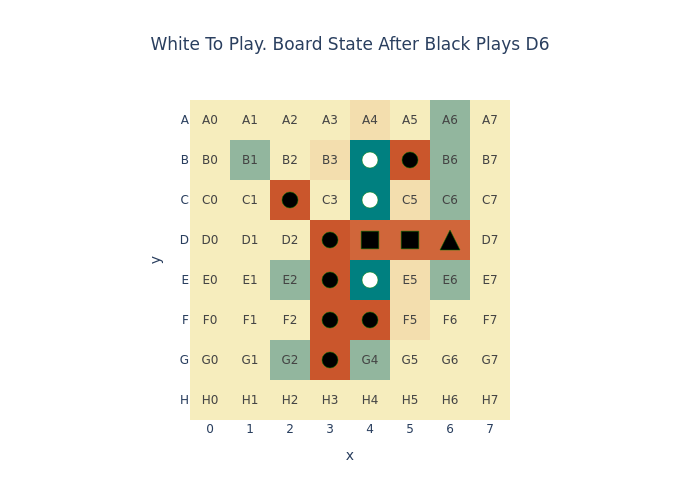 White To Play. Board State After Black Plays D6
A A0 A1 A2 A3 A4 A5 A6 A7
B B0 B1 B2 B3 B6 B7
C C0 C1 C3 C5 C6 C7
D D0 D1 D2 D7
y
E E0 E1 E2 E5 E6 E7
F F0 F1 F2 F5 F6 F7
G G0 G1 G2 G4 G5 G6 G7
H H0 H1 H2 H3 H4 H5 H6 H7
0 1 2 3 4 5 6 7
x